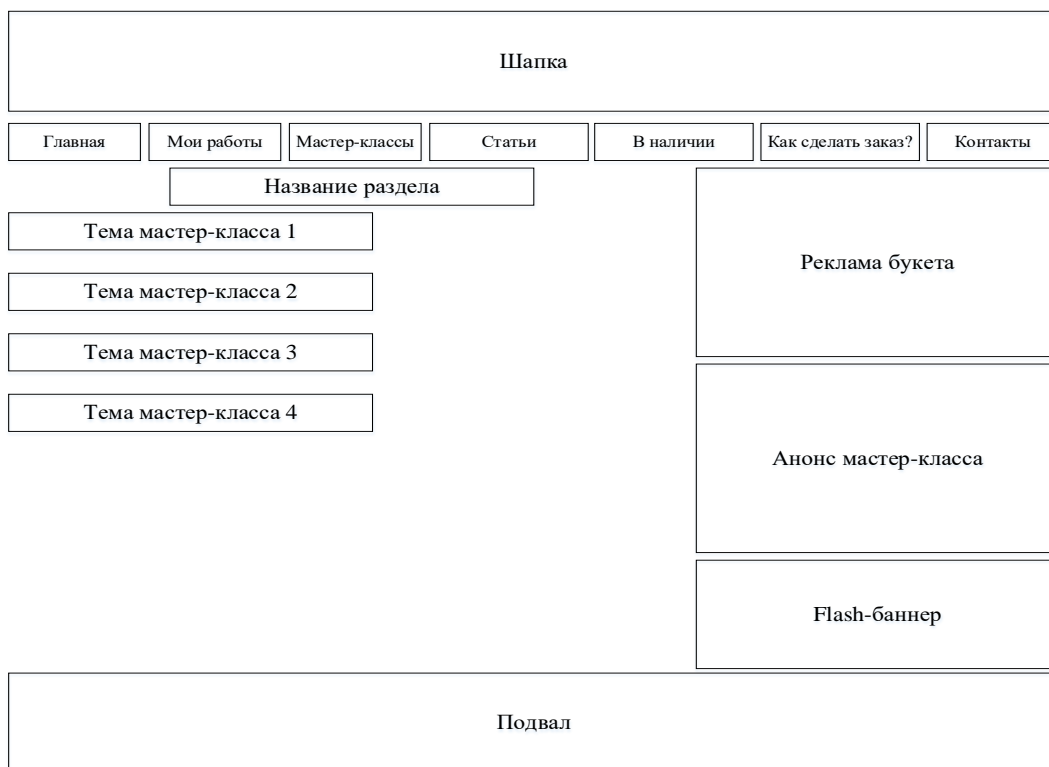 Шапка
Главная
Мои работы
Мастер-классы
Статьи
В наличии
Как сделать заказ?
Контакты
Название раздела
Тема мастер-класса 1
Тема мастер-класса 2
Тема мастер-класса 3
Тема мастер-класса 4
Реклама букета
Анонс мастер-класса
Flash-баннер
Подвал